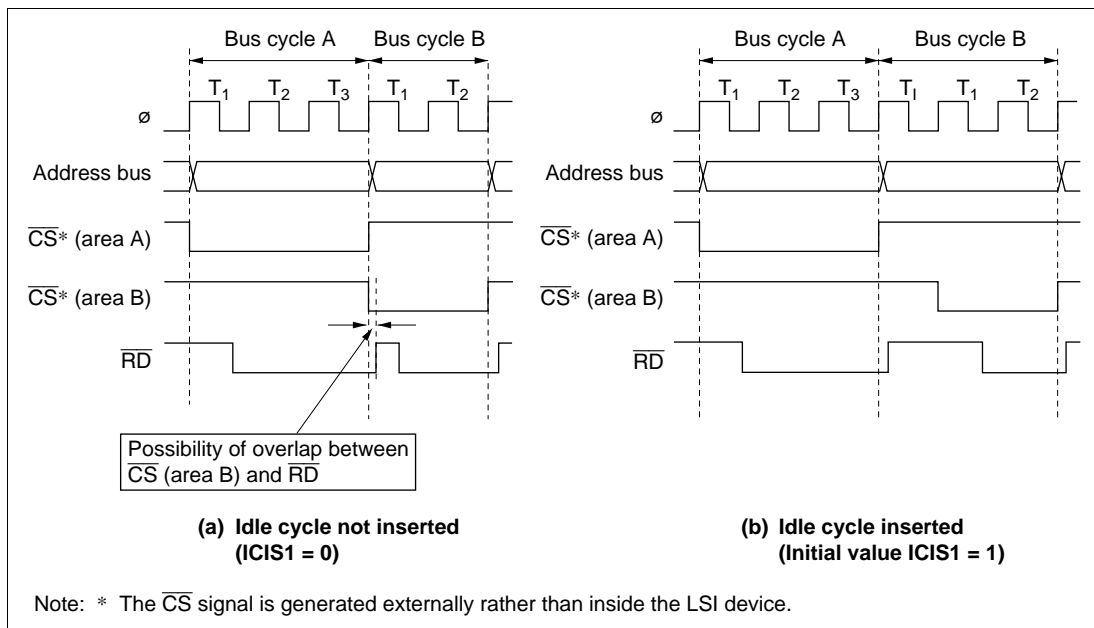 Bus cycle A Bus cycle B
T1 T2 T3 T1 T2
ø
Address bus
CS* (area A)
CS* (area B)
RD
Possibility of overlap between
CS (area B) and RD
(a) Idle cycle not inserted
(ICIS1 = 0)
Bus cycle A Bus cycle B
T1 T2 T3 TI T1 T2
ø
Address bus
CS* (area A)
CS* (area B)
RD
(b) Idle cycle inserted
(Initial value ICIS1 = 1)
Note: * The CS signal is generated externally rather than inside the LSI device.